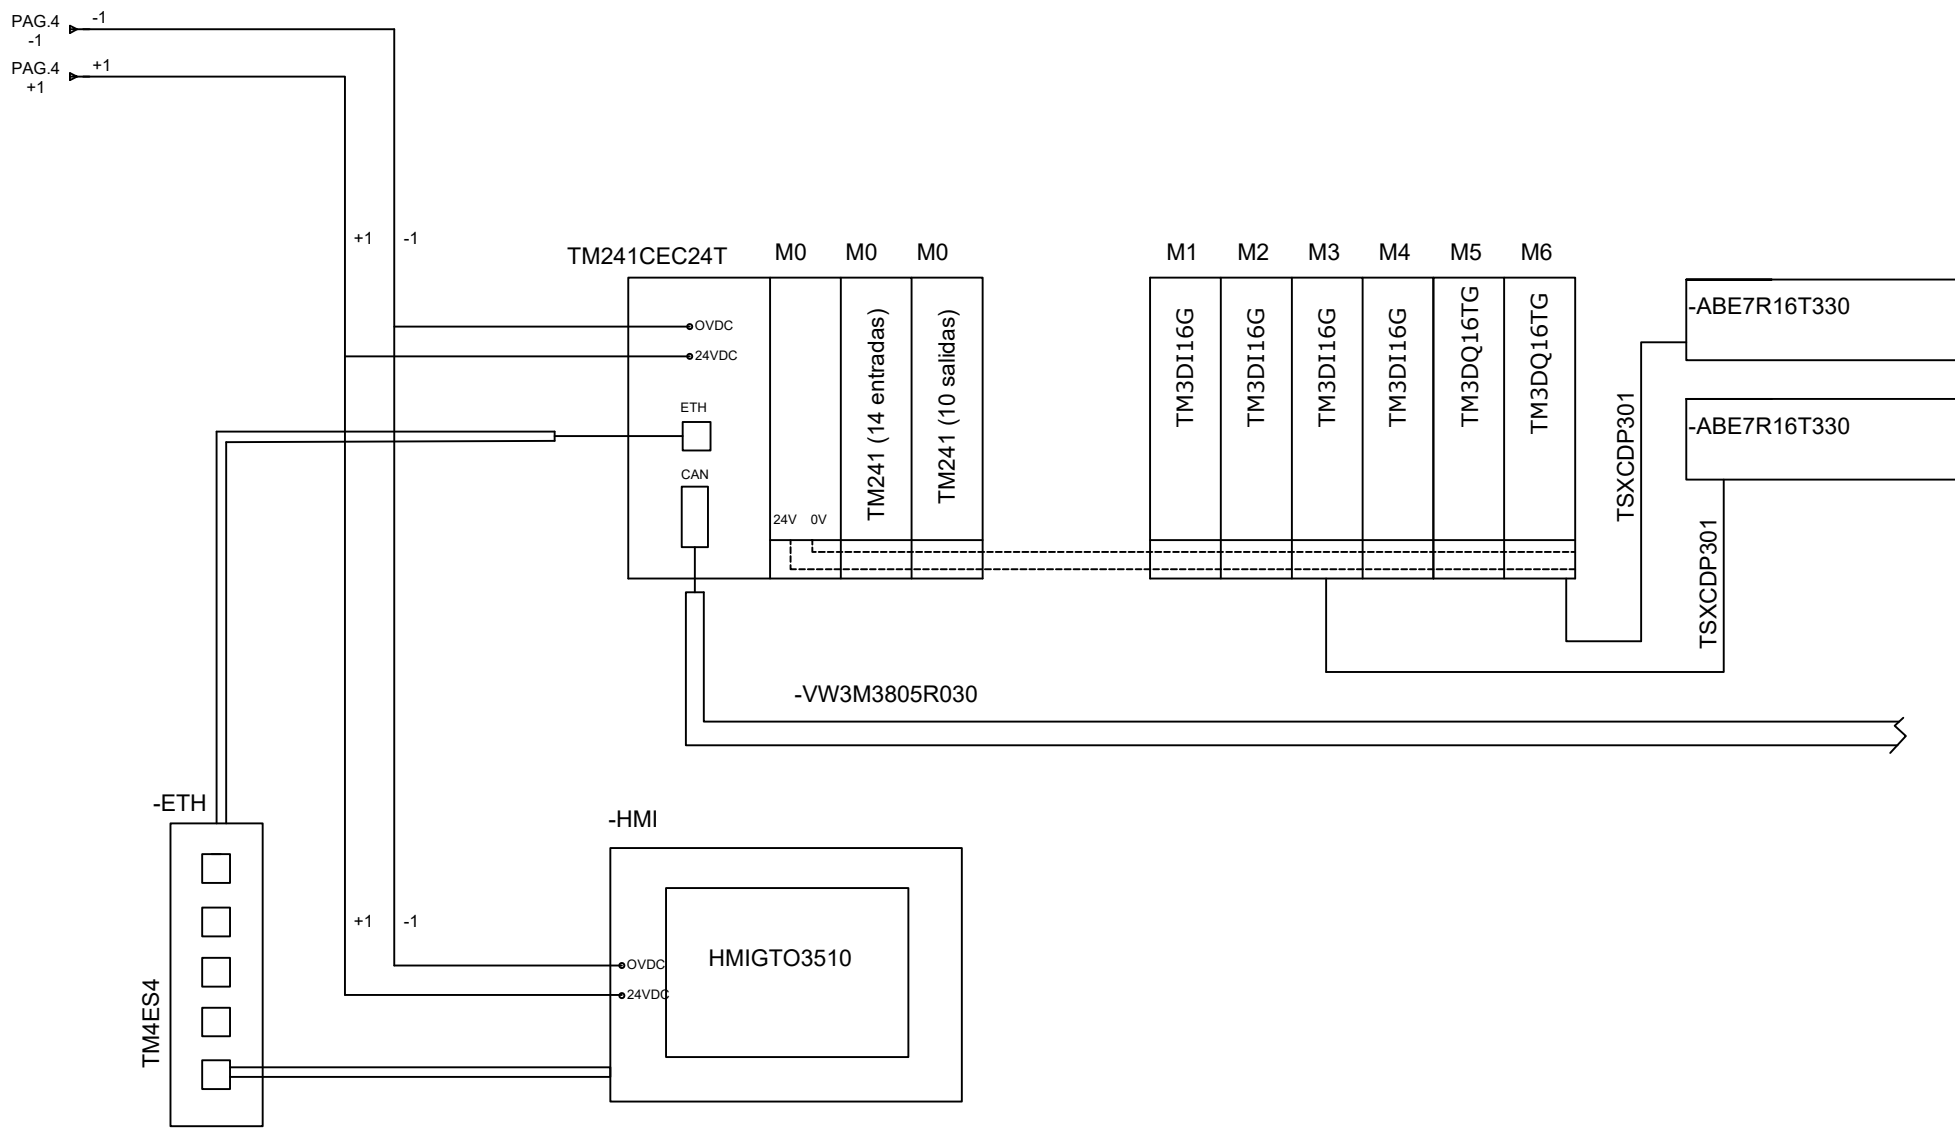 PAG.4
-1
-1
PAG.4
+1
+1
+1
-1
TM241CEC24T
M0
M0
M0
M1
M2
M3
M4
M5
M6
OVDC
24VDC
ETH
CAN
24V
0V
TM241 (14 entradas)
TM241 (10 salidas)
TM3DI16G
TM3DI16G
TM3DI16G
TM3DI16G
TM3DQ16TG
TM3DQ16TG
-ABE7R16T330
-ABE7R16T330
TSXCDP301
TSXCDP301
-VW3M3805R030
-ETH
TM4ES4
-HMI
+1
-1
OVDC
24VDC
HMIGTO3510